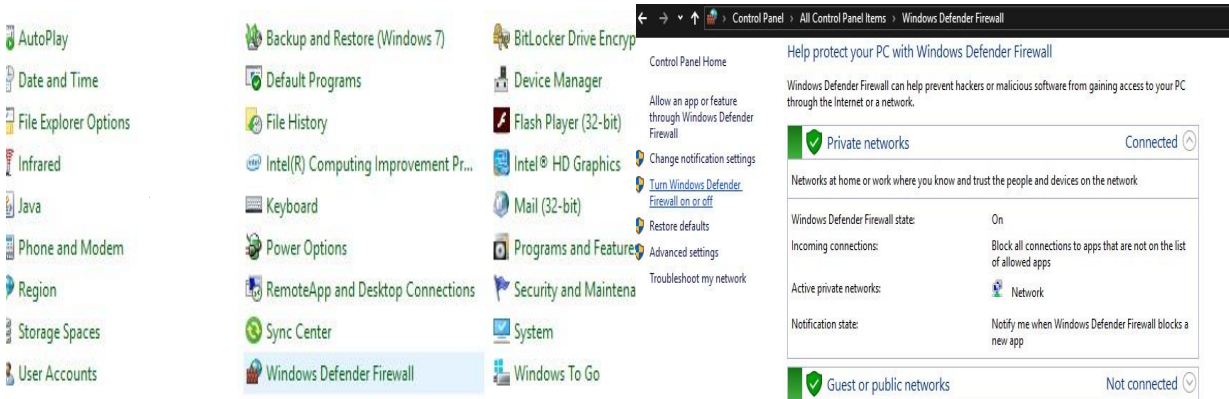 AutoPlay
Backup and Restore (Windows 7)
BitLocker Drive Encryp
Date and Time
Default Programs
Device Manager
File Explorer Options
File History
Flash Player (32-bit)
Infrared
Intel(R) Computing Improvement Pr...
Intel® HD Graphics
Java
Keyboard
Mail (32-bit)
Phone and Modem
Power Options
Programs and Features
Region
RemoteApp and Desktop Connections
Security and Maintena
Storage Spaces
Sync Center
System
User Accounts
Windows Defender Firewall
Windows To Go
Control Panel > All Control Panel Items > Windows Defender Firewall
Control Panel Home
Allow an app or feature
through Windows Defender
Firewall
Change notification settings
Turn Windows Defender
Firewall on or off
Restore defaults
Advanced settings
Troubleshoot my network
Help protect your PC with Windows Defender Firewall
Windows Defender Firewall can help prevent hackers or malicious software from gaining access to your PC
through the Internet or a network.
Private networks Connected
Networks at home or work where you know and trust the people and devices on the network
Windows Defender Firewall state: On
Incoming connections: Block all connections to apps that are not on the list
of allowed apps
Active private networks: Network
Notification state: Notify me when Windows Defender Firewall blocks a
new app
Guest or public networks Not connected